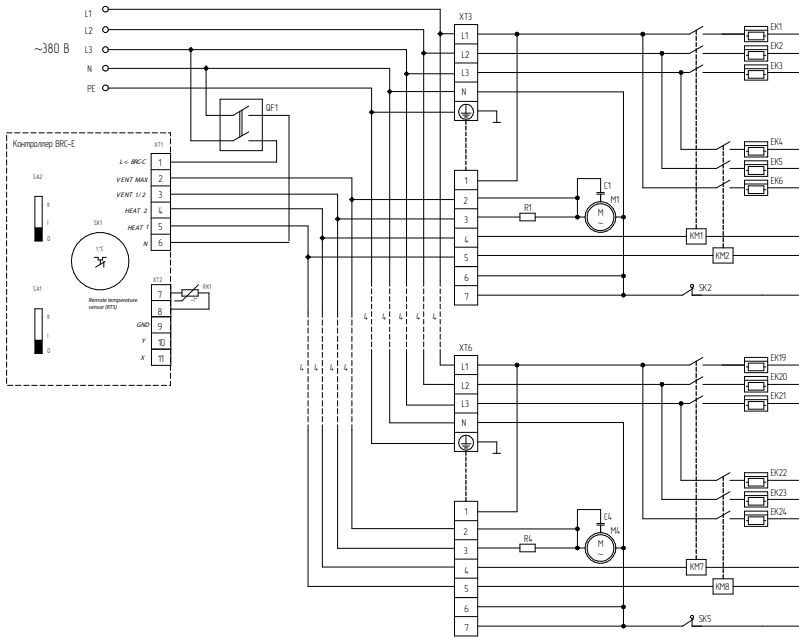 L1
L2
~380 В
L3
N
PE
QF1
Контроллер BRC-E
XT1
SA2
II
I
0
SK1
t,°C
L <- BRC-C 1
VENT MAX 2
VENT 1/2 3
HEAT 2 4
HEAT 1 5
N 6
XT2
7
8
Remote temperature
sensor (RTS)
GND 9
Y 10
X 11
RK1
-t°
SA1
II
I
0
4 4 4 4
4 4 4 4 4
XT3
L1
L2
L3
N
1
2
3
4
5
6
7
R1
C1
M1
M
~
KM1
KM2
SK2
EK1
EK2
EK3
EK4
EK5
EK6
XT6
L1
L2
L3
N
1
2
3
4
5
6
7
R4
C4
M4
M
~
KM7
KM8
SK5
EK19
EK20
EK21
EK22
EK23
EK24